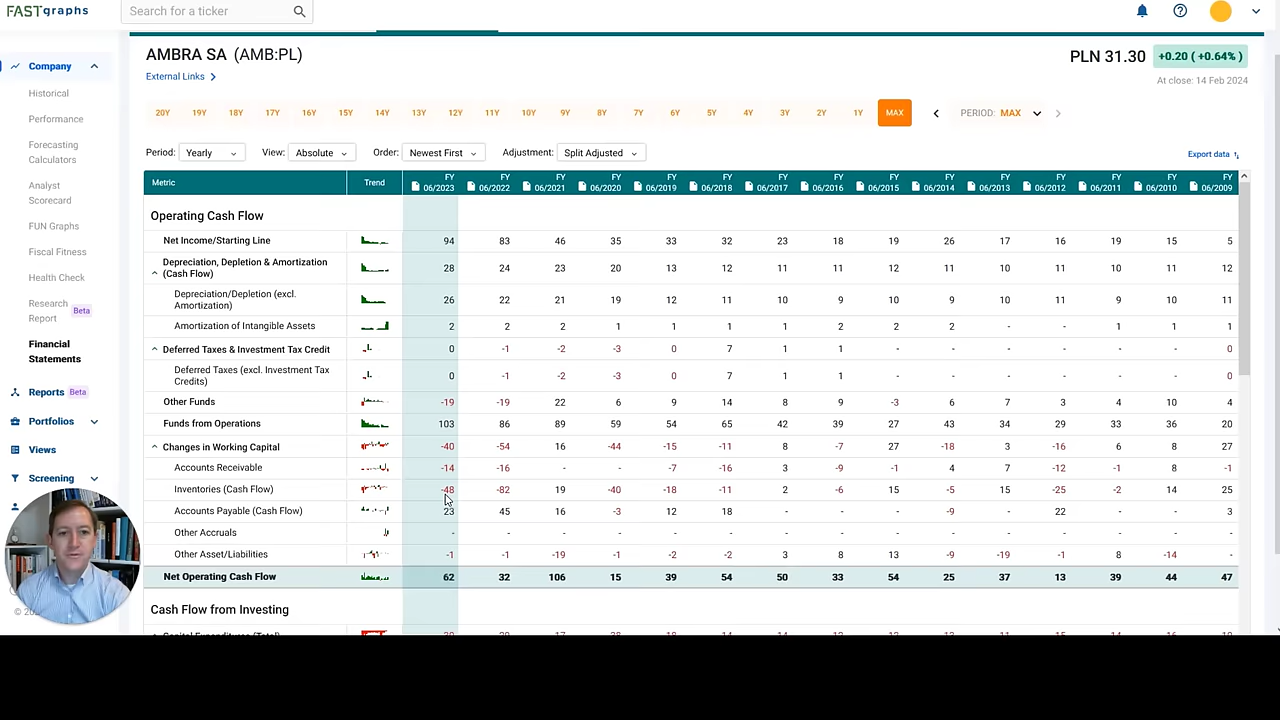 FASTgraphs
Search for a ticker
Company
Historical
Performance
Forecasting
Calculators
Analyst
Scorecard
FUN Graphs
Fiscal Fitness
Health Check
Research
Report
Beta
Financial
Statements
Reports Beta
Portfolios
Views
Screening
AMBRA SA (AMB:PL)
External Links
PLN 31.30 +0.20 ( +0.64% )
At close: 14 Feb 2024
20Y 19Y 18Y 17Y 16Y 15Y 14Y 13Y 12Y 11Y 10Y 9Y 8Y 7Y 6Y 5Y 4Y 3Y 2Y 1Y MAX PERIOD: MAX
Period: Yearly View: Absolute Order: Newest First Adjustment: Split Adjusted
Export data
Metric Trend FY 06/2023 FY 06/2022 FY 06/2021 FY 06/2020 FY 06/2019 FY 06/2018 FY 06/2017 FY 06/2016 FY 06/2015 FY 06/2014 FY 06/2013 FY 06/2012 FY 06/2011 FY 06/2010 FY 06/2009
Operating Cash Flow
Net Income/Starting Line 94 83 46 35 33 32 23 18 19 26 17 16 19 15 5
Depreciation, Depletion & Amortization
(Cash Flow) 28 24 23 20 13 12 11 11 12 11 10 11 10 11 12
Depreciation/Depletion (excl.
Amortization) 26 22 21 19 12 11 10 9 10 9 10 11 9 10 11
Amortization of Intangible Assets 2 2 2 1 1 1 1 2 2 2 - - 1 1 1
Deferred Taxes & Investment Tax Credit 0 -1 -2 -3 0 7 1 1 - - - - - - 0
Deferred Taxes (excl. Investment Tax
Credits) 0 -1 -2 -3 0 7 1 1 - - - - - - 0
Other Funds -19 -19 22 6 9 14 8 9 -3 6 7 3 4 10 4
Funds from Operations 103 86 89 59 54 65 42 39 27 43 34 29 33 36 20
Changes in Working Capital -40 -54 16 -44 -15 -11 8 -7 27 -18 3 -16 6 8 27
Accounts Receivable -14 -16 - - -7 -16 3 -9 -1 4 7 -12 -1 8 -1
Inventories (Cash Flow) -48 -82 19 -40 -18 -11 2 -6 15 -5 15 -25 -2 14 25
Accounts Payable (Cash Flow) 23 45 16 -3 12 18 - - - -9 - 22 - - 3
Other Accruals - - - - - - - - - - - - - - -
Other Asset/Liabilities -1 -1 -19 -1 -2 -2 3 8 13 -9 -19 -1 8 -14 -
Net Operating Cash Flow 62 32 106 15 39 54 50 33 54 25 37 13 39 44 47
Cash Flow from Investing